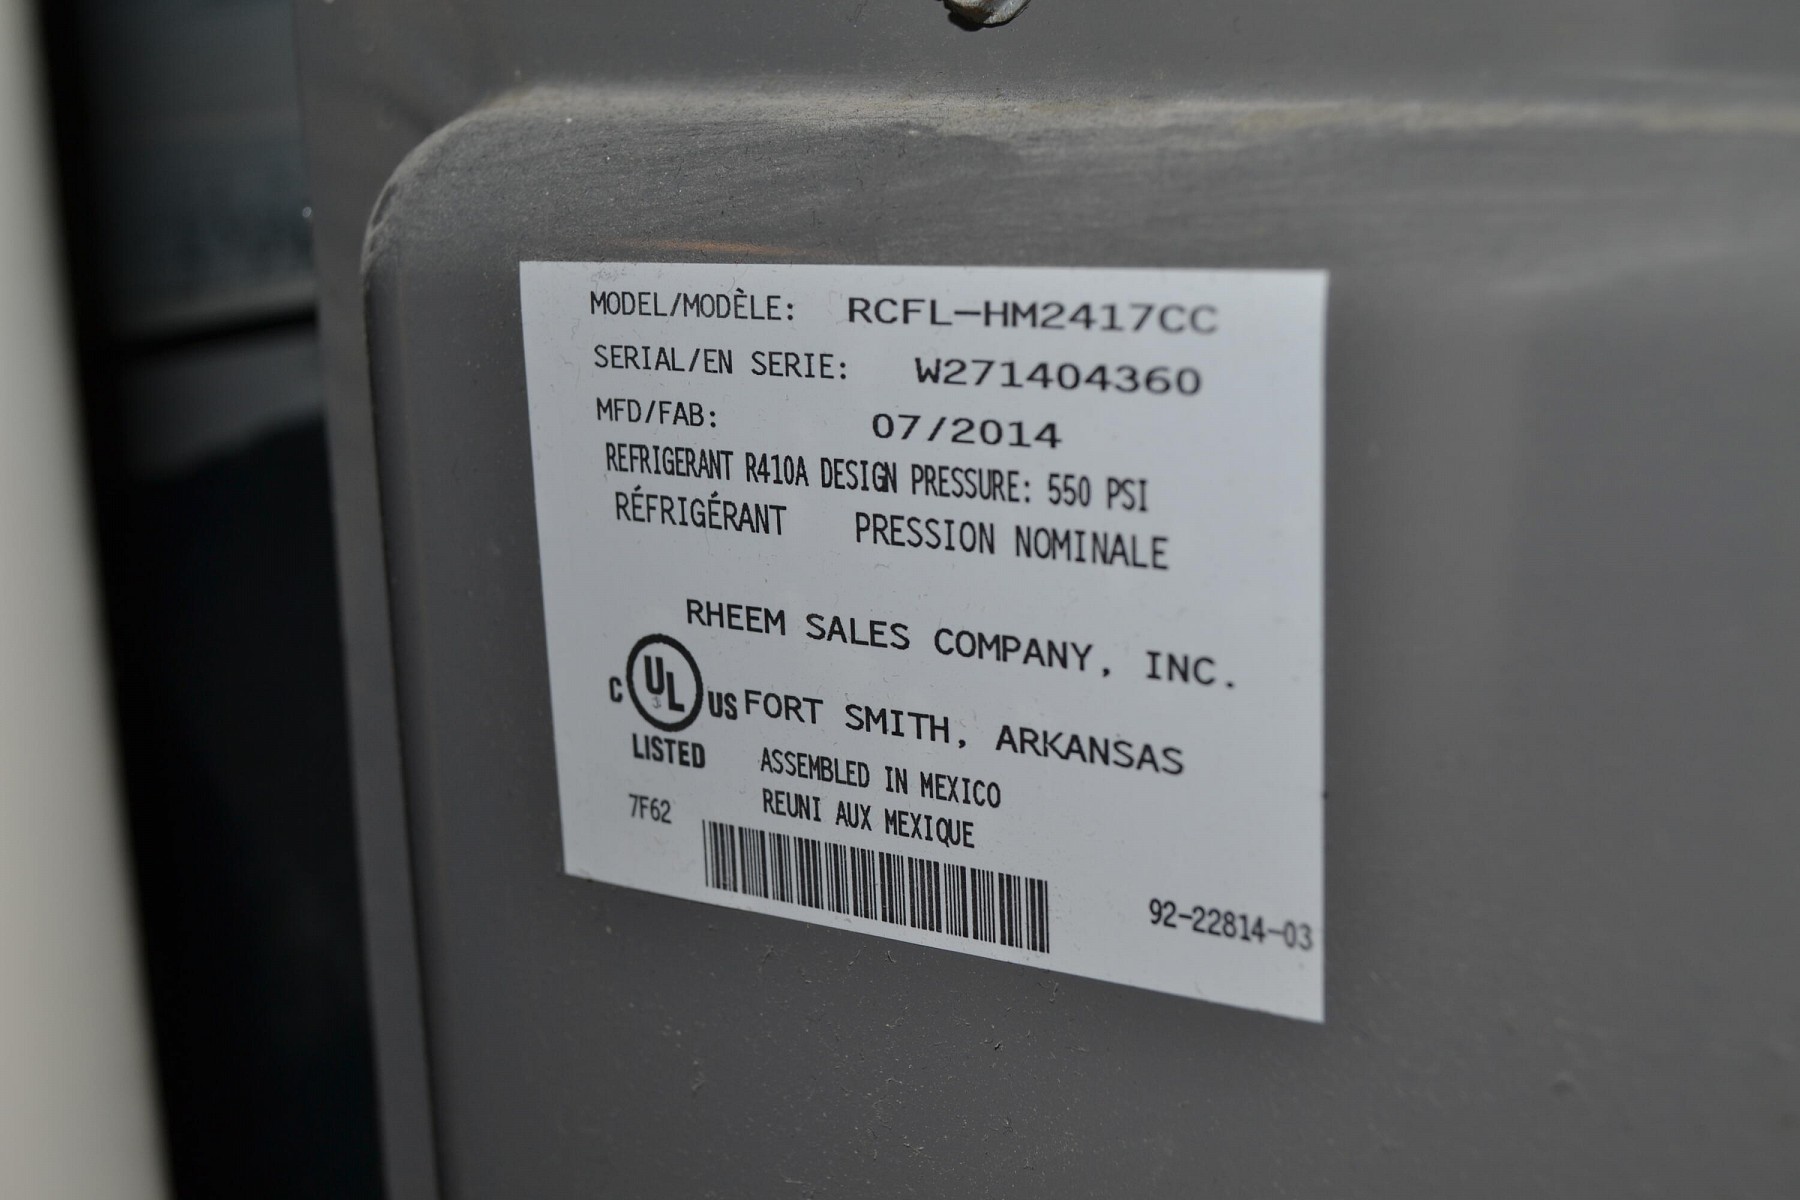 MODEL/MODÈLE: RCFL-HM2417CC
SERIAL/EN SERIE: W271404360
MFD/FAB: 07/2014
REFRIGERANT R410A DESIGN PRESSURE: 550 PSI
RÉFRIGÉRANT PRESSION NOMINALE
RHEEM SALES COMPANY, INC.
C UL US FORT SMITH, ARKANSAS
LISTED ASSEMBLED IN MEXICO
7F62 REUNI AUX MEXIQUE
92-22814-03